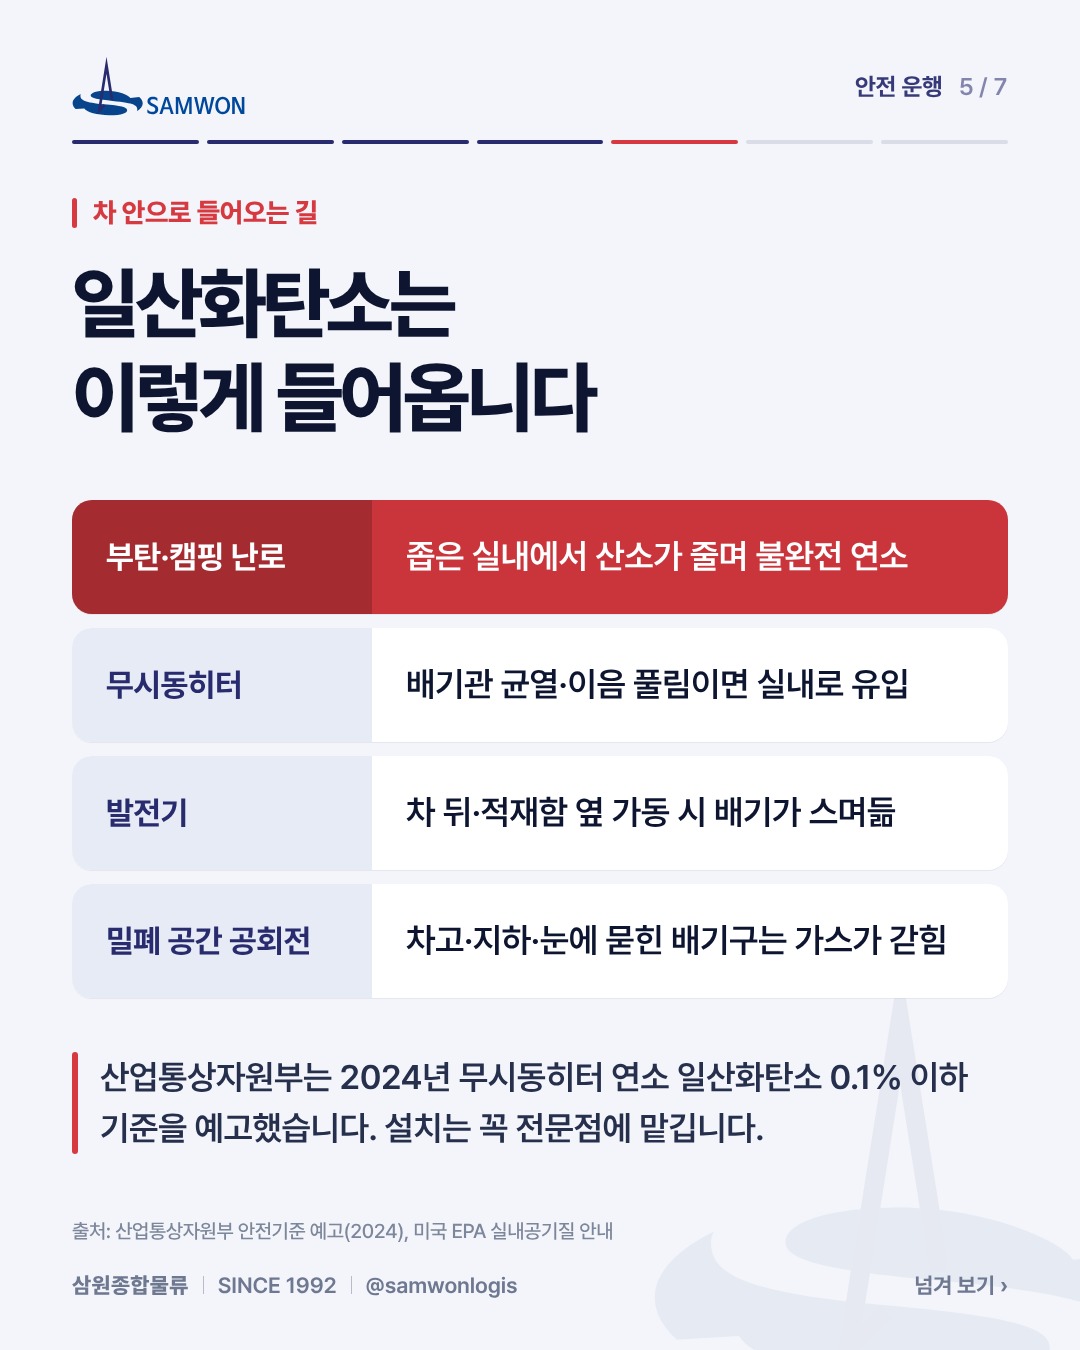 SAMWON
안전 운행 5 / 7
차 안으로 들어오는 길
일산화탄소는
이렇게 들어옵니다
부탄·캠핑 난로 좁은 실내에서 산소가 줄며 불완전 연소
무시동히터 배기관 균열·이음 풀림이면 실내로 유입
발전기 차 뒤·적재함 옆 가동 시 배기가 스며듦
밀폐 공간 공회전 차고·지하·눈에 묻힌 배기구는 가스가 갇힘
산업통상자원부는 2024년 무시동히터 연소 일산화탄소 0.1% 이하
기준을 예고했습니다. 설치는 꼭 전문점에 맡깁니다.
출처: 산업통상자원부 안전기준 예고(2024), 미국 EPA 실내공기질 안내
삼원종합물류 | SINCE 1992 | @samwonlogis 넘겨 보기 ›